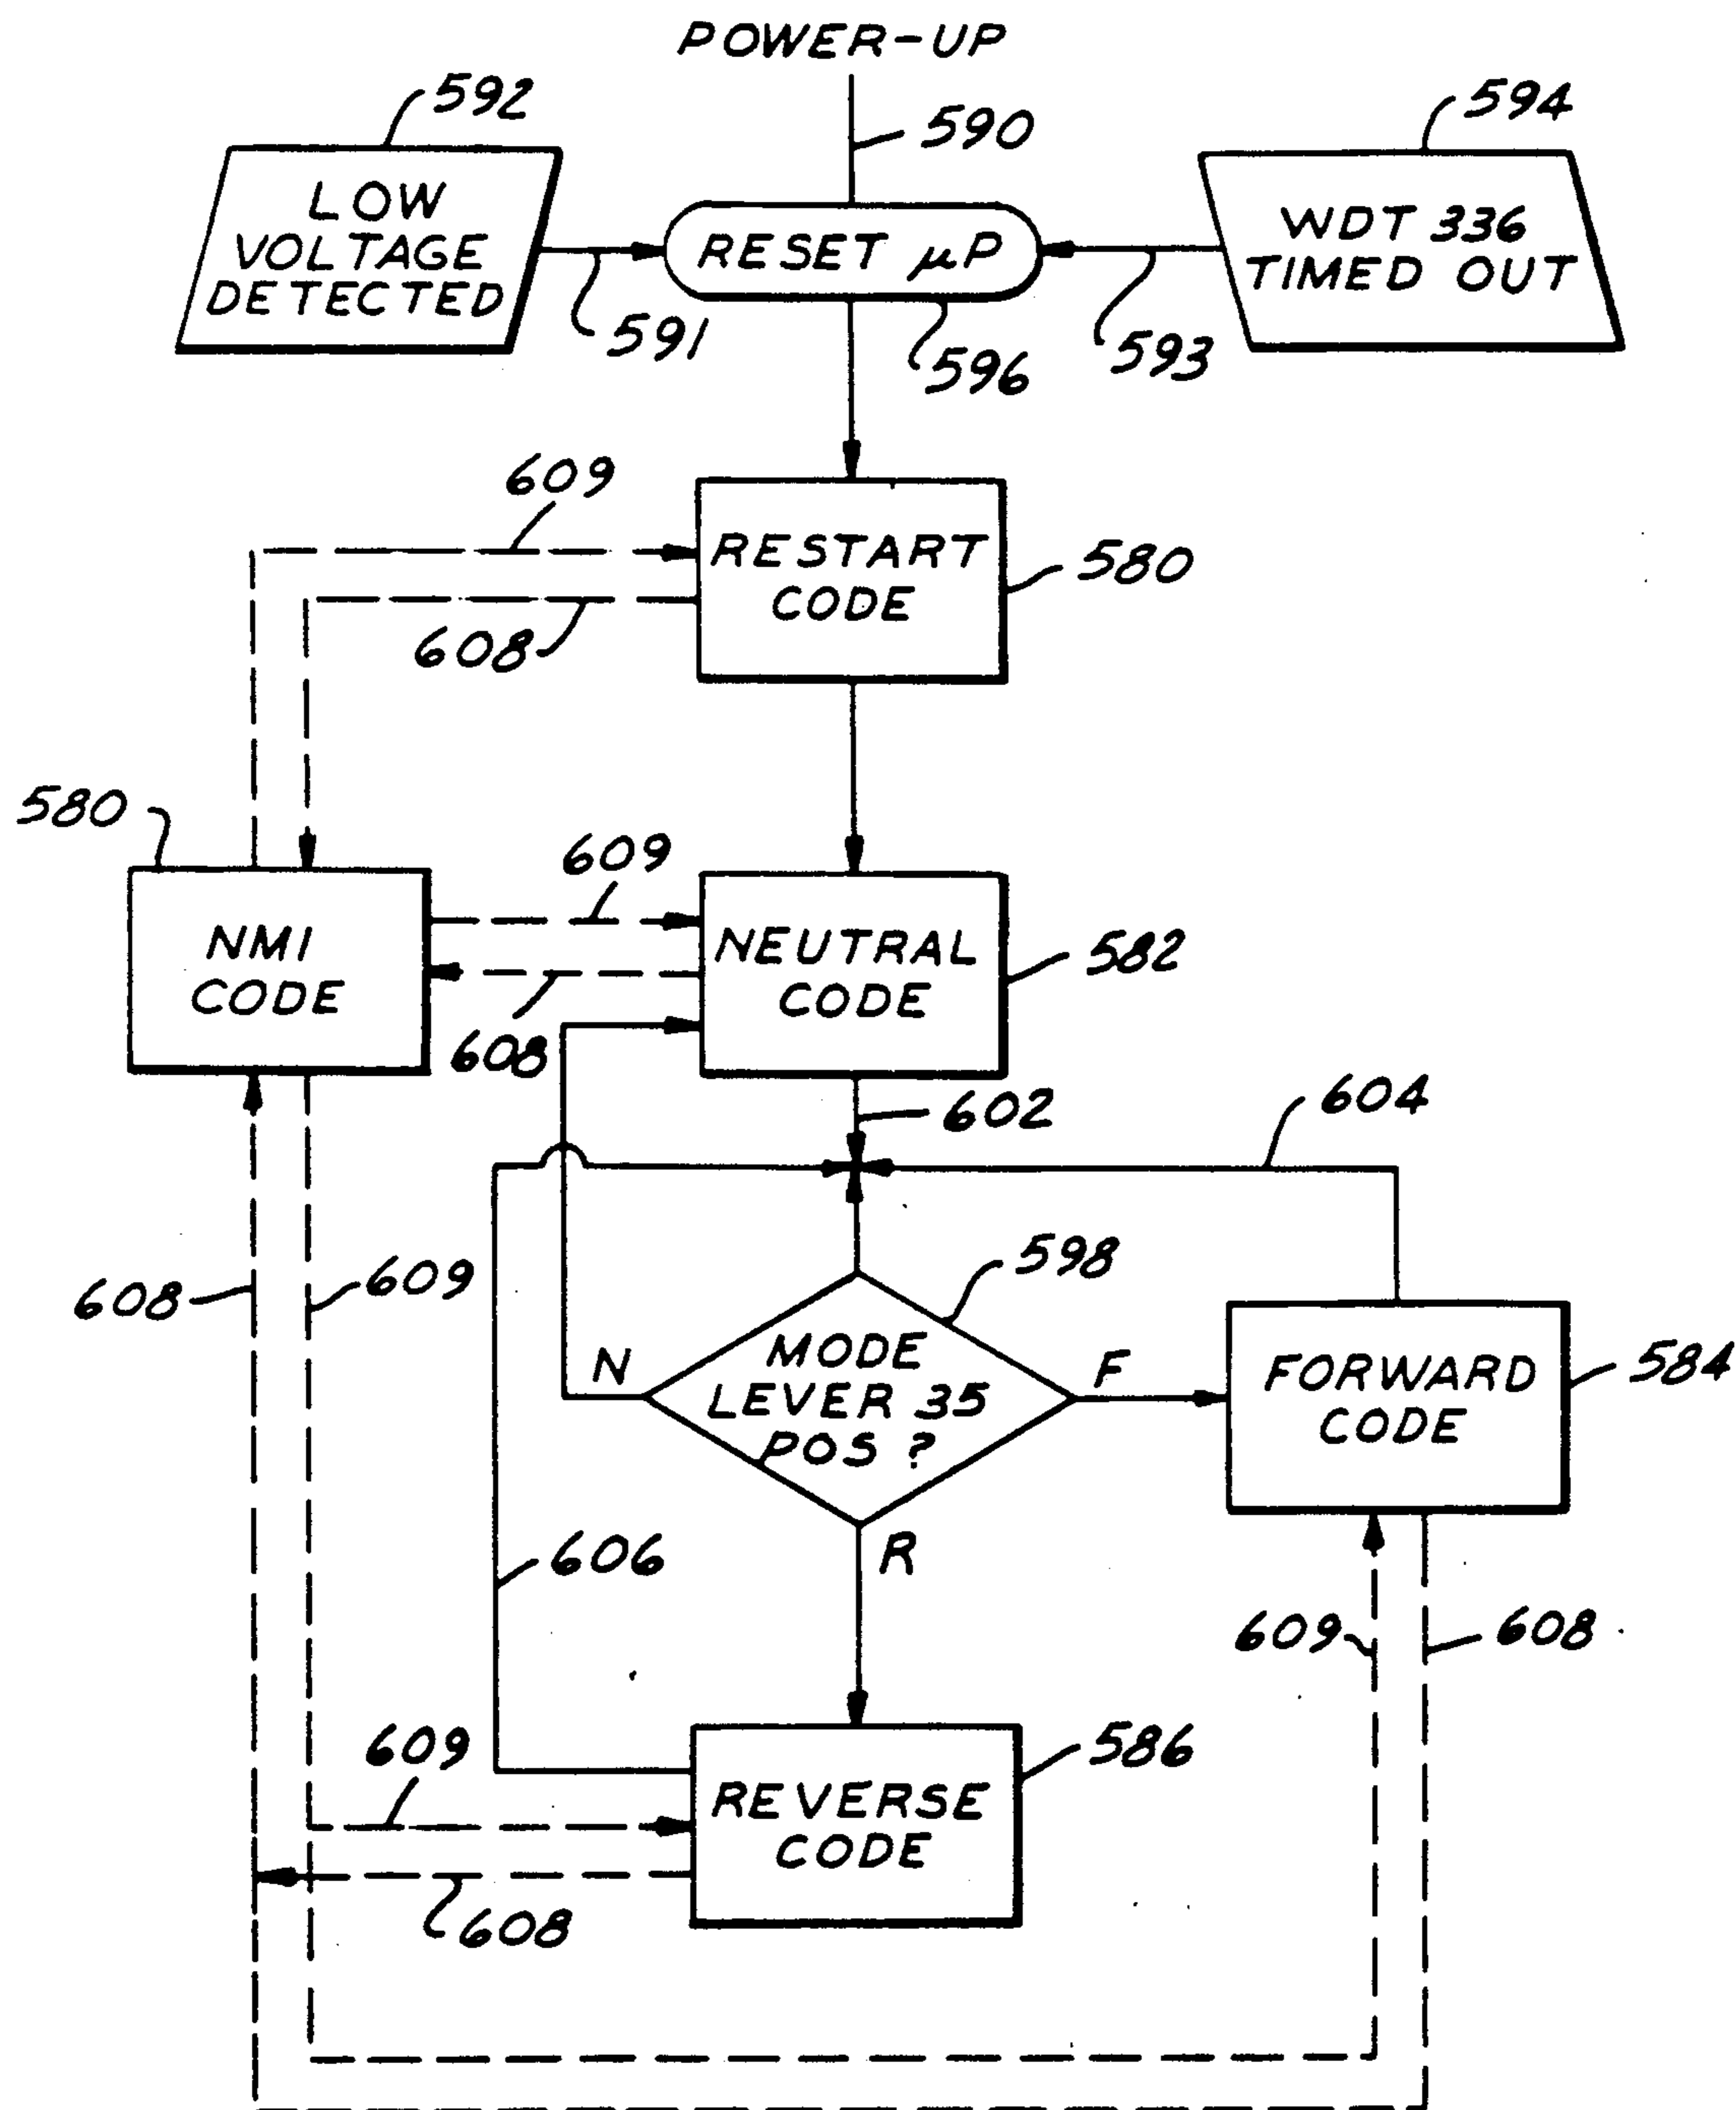 POWER-UP
592
590
594
LOW
VOLTAGE
DETECTED
RESET μP
WDT 336
TIMED OUT
591
596
593
609
RESTART
CODE
580
608
580
609
NMI
CODE
NEUTRAL
CODE
582
608
602
604
598
608
609
N
MODE
LEVER 35
POS ?
F
FORWARD
CODE
584
606
R
609
608
609
586
REVERSE
CODE
608